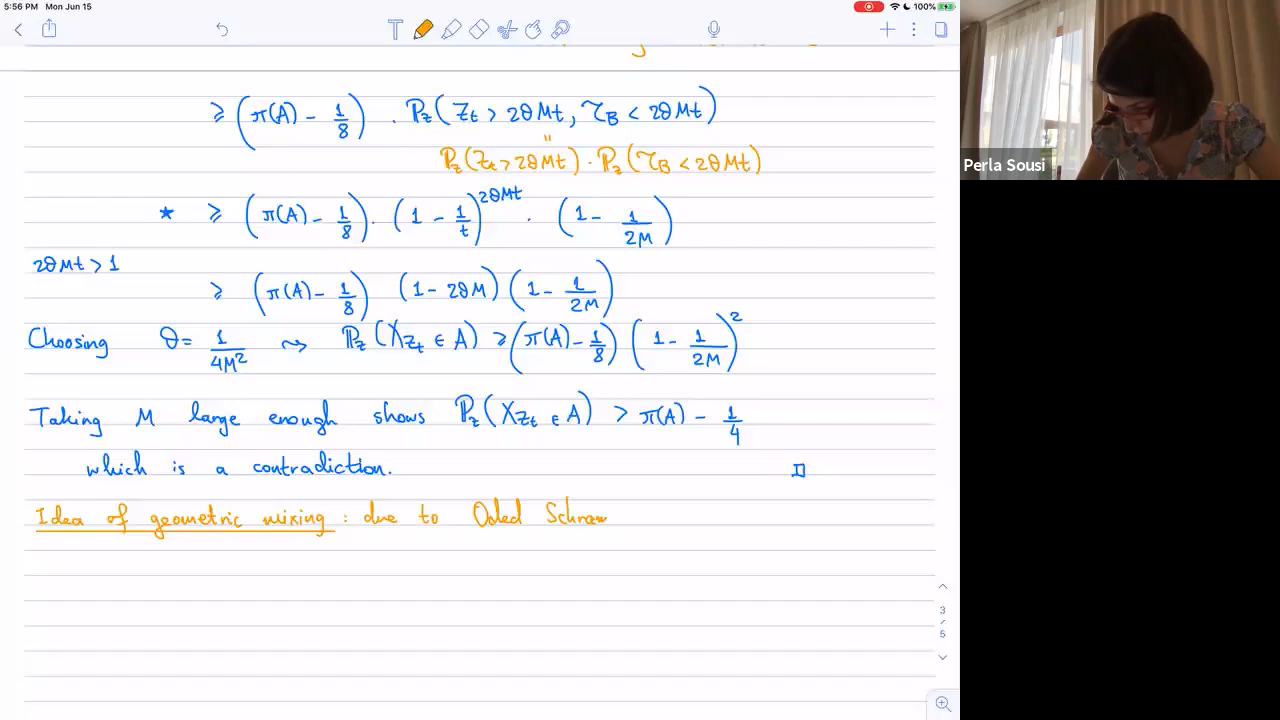 5:56 PM Mon Jun 15
100%
≥ (π(A) − 1/8) · P_z(Z_t > 2θMt, τ_B < 2θMt)
"
P_z(Z_t > 2θMt) · P_z(τ_B < 2θMt)
★ ≥ (π(A) − 1/8) · (1 − 1/t)^{2θMt} · (1 − 1/2M)
2θMt > 1
≥ (π(A) − 1/8) (1 − 2θM) (1 − 1/2M)
Choosing θ = 1/4M² ⇝ P_z(X_{Z_t} ∈ A) ≥ (π(A) − 1/8) (1 − 1/2M)²
Taking M large enough shows P_z(X_{Z_t} ∈ A) > π(A) − 1/4
which is a contradiction. □
Idea of geometric mixing : due to Oded
3/5
Perla Sousi